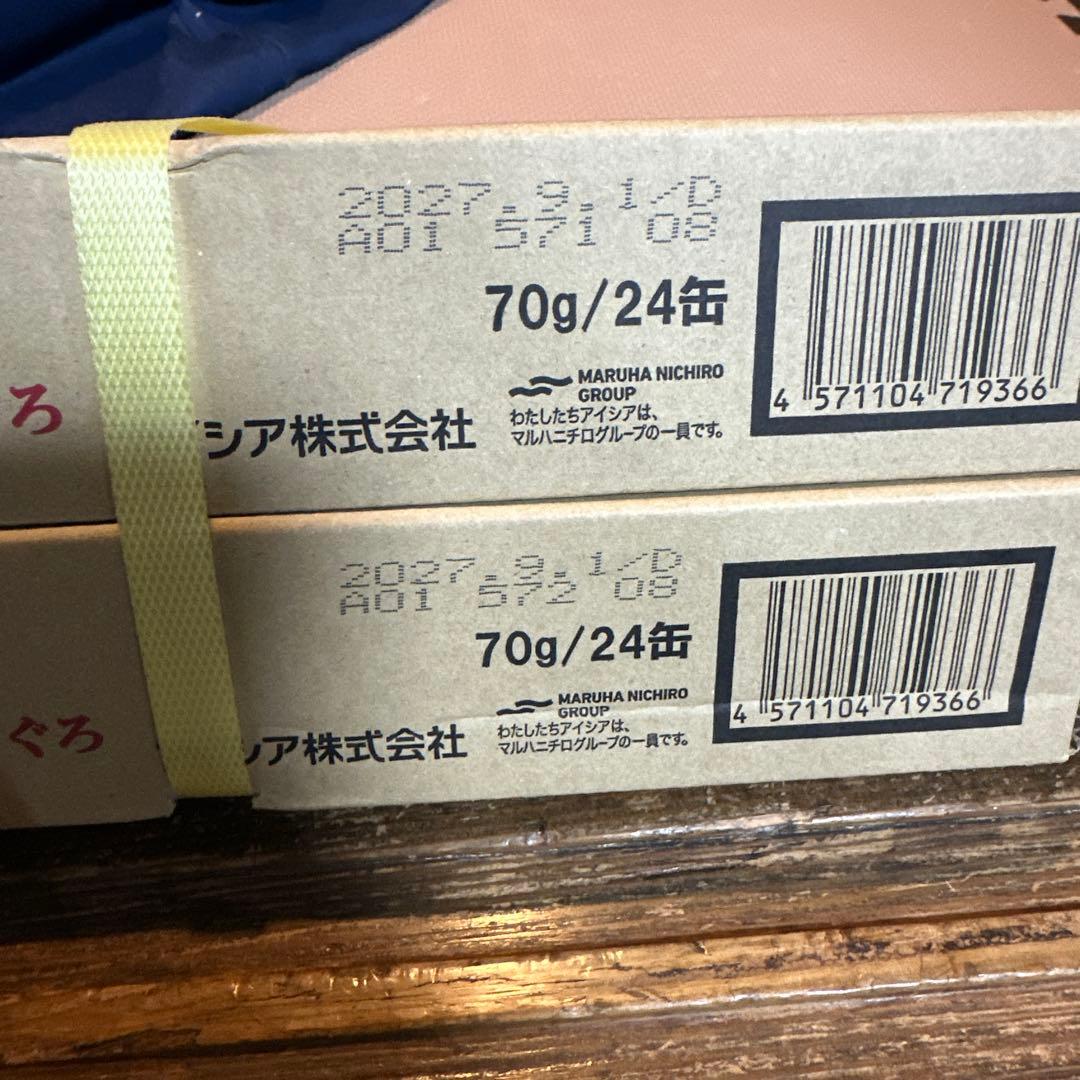 2027.9.1/D
A01 571 08
70g/24缶
MARUHA NICHIRO
GROUP
わたしたちアイシアは、
マルハニチログループの一員です。
ろ
シア株式会社
4 571104 719366
2027.9.1/D
A01 572 08
70g/24缶
MARUHA NICHIRO
GROUP
わたしたちアイシアは、
マルハニチログループの一員です。
ぐろ
シア株式会社
4 571104 719366